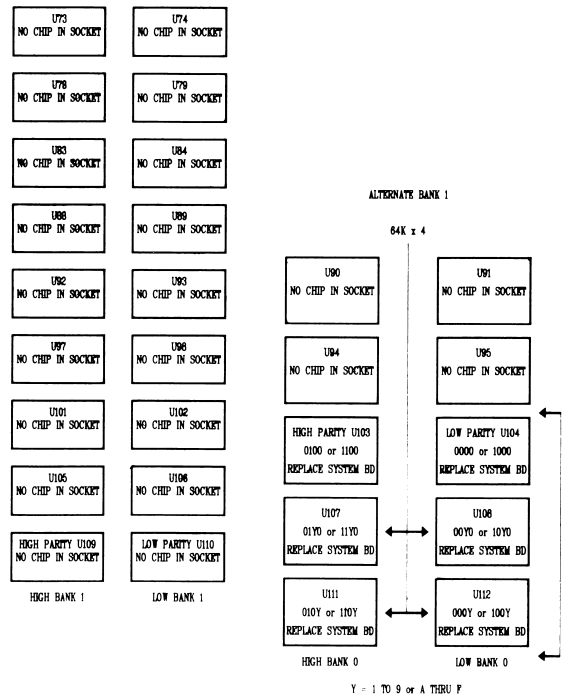 U73
NO CHIP IN SOCKET
U74
NO CHIP IN SOCKET
U78
NO CHIP IN SOCKET
U79
NO CHIP IN SOCKET
U83
NO CHIP IN SOCKET
U84
NO CHIP IN SOCKET
U88
NO CHIP IN SOCKET
U89
NO CHIP IN SOCKET
U92
NO CHIP IN SOCKET
U93
NO CHIP IN SOCKET
U97
NO CHIP IN SOCKET
U98
NO CHIP IN SOCKET
U101
NO CHIP IN SOCKET
U102
NO CHIP IN SOCKET
U105
NO CHIP IN SOCKET
U106
NO CHIP IN SOCKET
HIGH PARITY U109
NO CHIP IN SOCKET
LOW PARITY U110
NO CHIP IN SOCKET
HIGH BANK 1
LOW BANK 1
ALTERNATE BANK 1
64K x 4
U90
NO CHIP IN SOCKET
U91
NO CHIP IN SOCKET
U94
NO CHIP IN SOCKET
U95
NO CHIP IN SOCKET
HIGH PARITY U103
0100 or 1100
REPLACE SYSTEM BD
LOW PARITY U104
0000 or 1000
REPLACE SYSTEM BD
U107
01Y0 or 11Y0
REPLACE SYSTEM BD
U108
00Y0 or 10Y0
REPLACE SYSTEM BD
U111
010Y or 110Y
REPLACE SYSTEM BD
U112
000Y or 100Y
REPLACE SYSTEM BD
HIGH BANK 0
LOW BANK 0
Y = 1 TO 9 or A THRU F